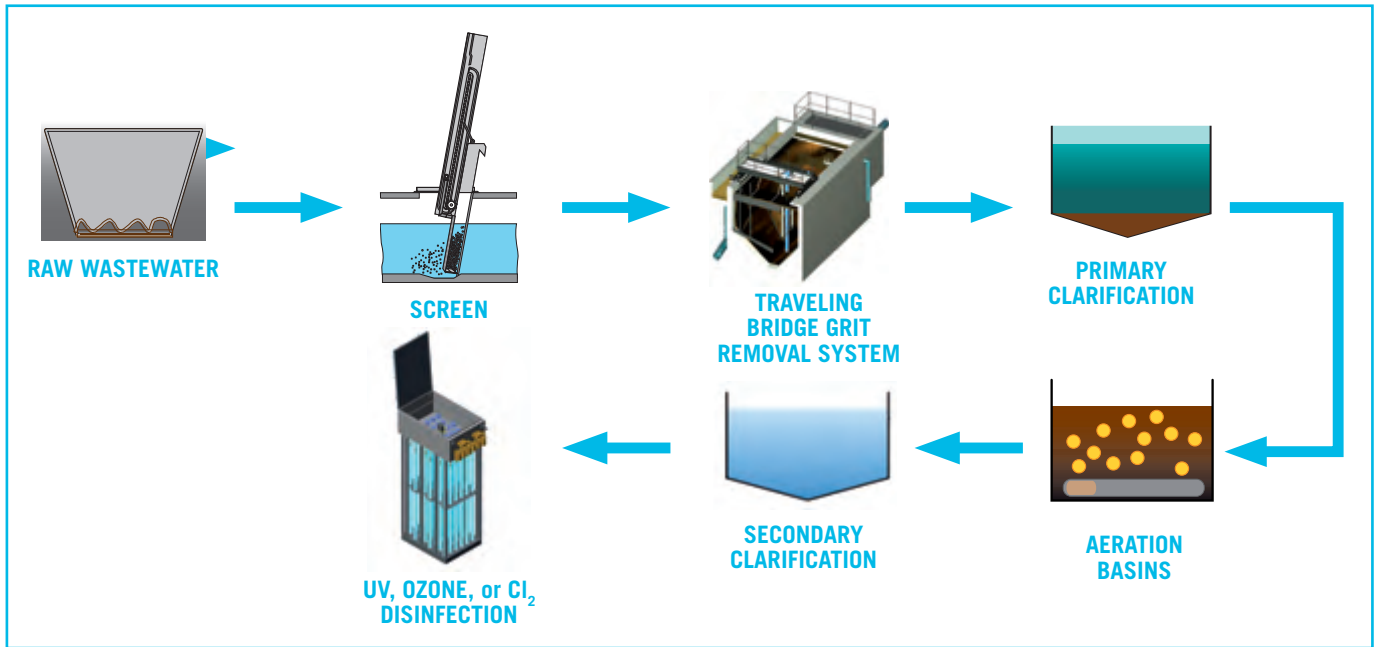 RAW WASTEWATER
SCREEN
TRAVELING
BRIDGE GRIT
REMOVAL SYSTEM
PRIMARY
CLARIFICATION
AERATION
BASINS
SECONDARY
CLARIFICATION
UV, OZONE, or Cl₂
DISINFECTION